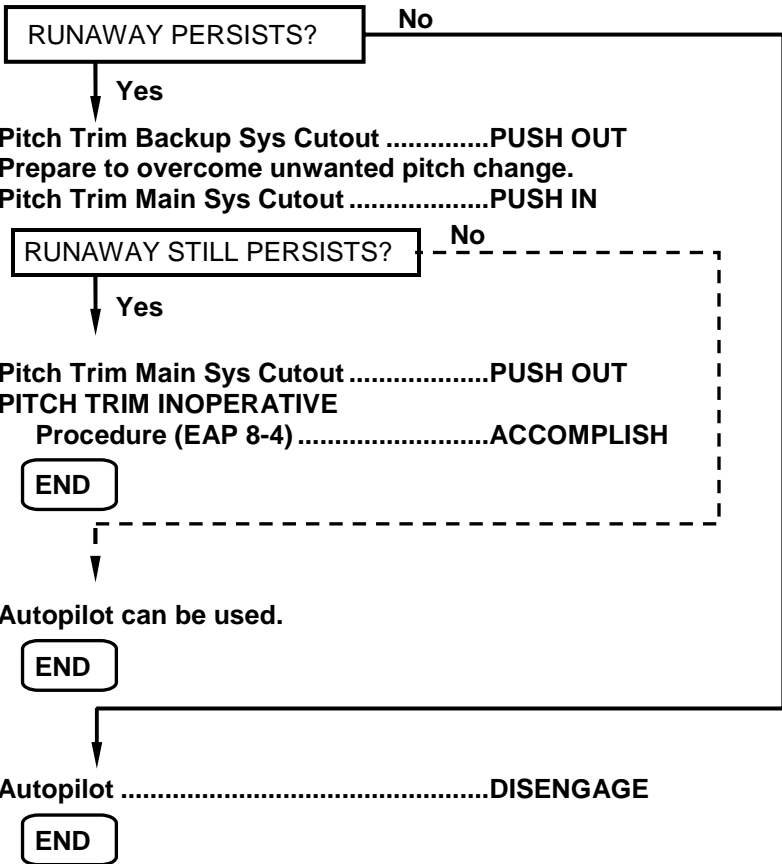 RUNAWAY PERSISTS?
No
Yes
Pitch Trim Backup Sys Cutout ..............PUSH OUT
Prepare to overcome unwanted pitch change.
Pitch Trim Main Sys Cutout ...................PUSH IN
RUNAWAY STILL PERSISTS?
No
Yes
Pitch Trim Main Sys Cutout ...................PUSH OUT
PITCH TRIM INOPERATIVE
Procedure (EAP 8-4) ..........................ACCOMPLISH
END
Autopilot can be used.
END
Autopilot ..................................................DISENGAGE
END